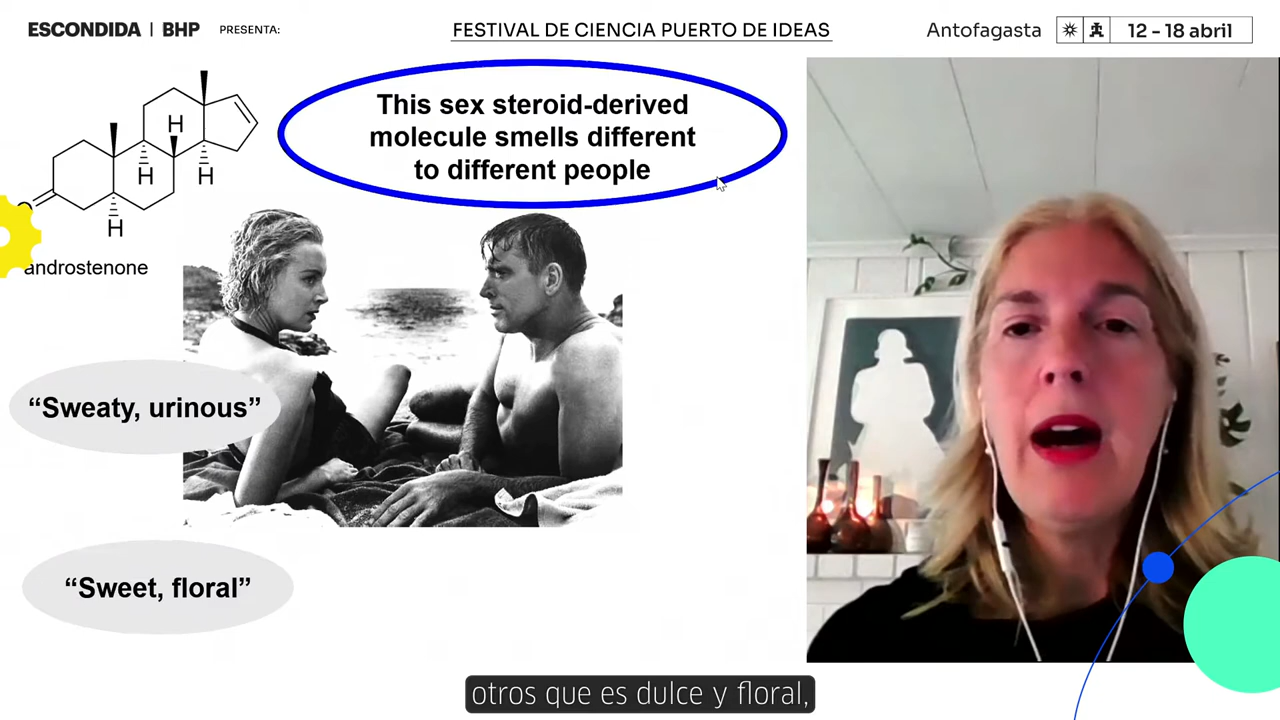 ESCONDIDA | BHP PRESENTA:
FESTIVAL DE CIENCIA PUERTO DE IDEAS
Antofagasta
12 – 18 abril
This sex steroid-derived
molecule smells different
to different people
H
H
H
H
androstenone
“Sweaty, urinous”
“Sweet, floral”
otros que es dulce y floral,